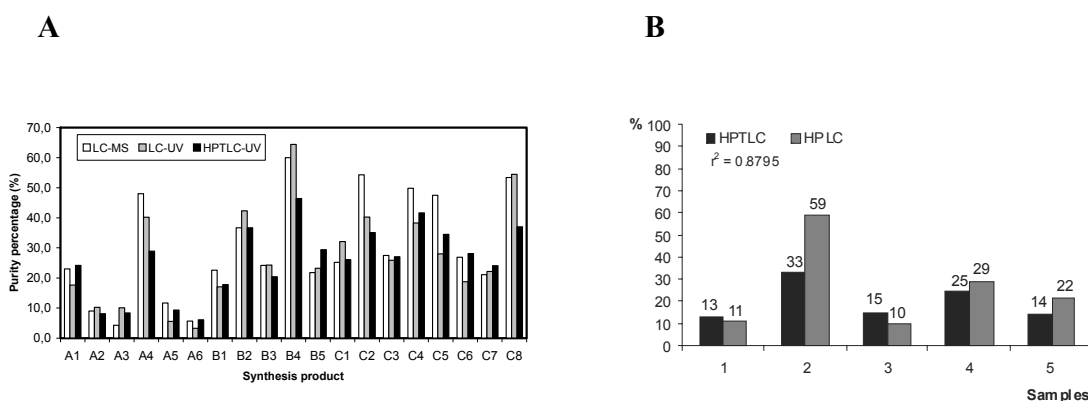 A
B
70,0
60,0
50,0
40,0
30,0
20,0
10,0
0,0
Purity percentage (%)
LC-MS LC-UV HPTLC-UV
A1 A2 A3 A4 A5 A6 B1 B2 B3 B4 B5 C1 C2 C3 C4 C5 C6 C7 C8
Synthesis product
%
100
90
80
70
60
50
40
30
20
10
0
HPTLC HPLC
r² = 0.8795
13 11 33 59 15 10 25 29 14 22
1 2 3 4 5
Samples